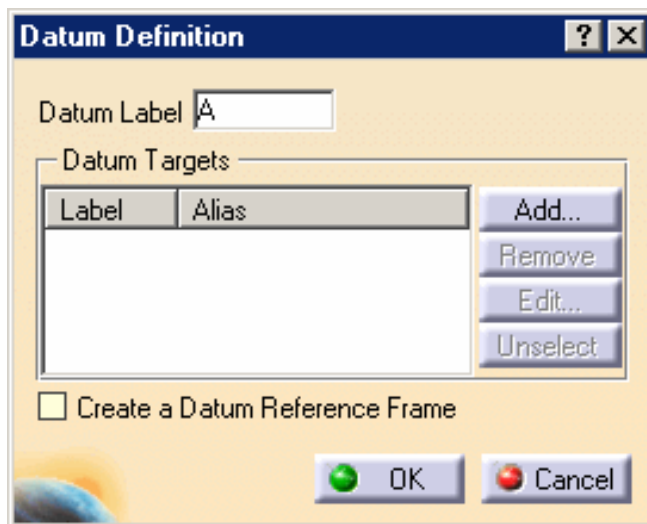 Datum Definition ? X
Datum Label A
Datum Targets
Label Alias
Add...
Remove
Edit...
Unselect
Create a Datum Reference Frame
OK Cancel